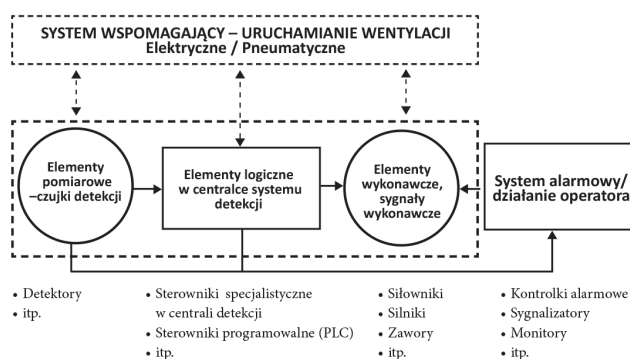 SYSTEM WSPOMAGAJĄCY – URUCHAMIANIE WENTYLACJI
Elektryczne / Pneumatyczne
Elementy
pomiarowe
–czujki detekcji
Elementy logiczne
w centralce systemu
detekcji
Elementy
wykonawcze,
sygnały
wykonawcze
System alarmowy/
działanie operatora
• Detektory
• itp.
• Sterowniki specjalistyczne
w centrali detekcji
• Sterowniki programowalne (PLC)
• itp.
• Siłowniki
• Silniki
• Zawory
• itp.
• Kontrolki alarmowe
• Sygnalizatory
• Monitory
• itp.